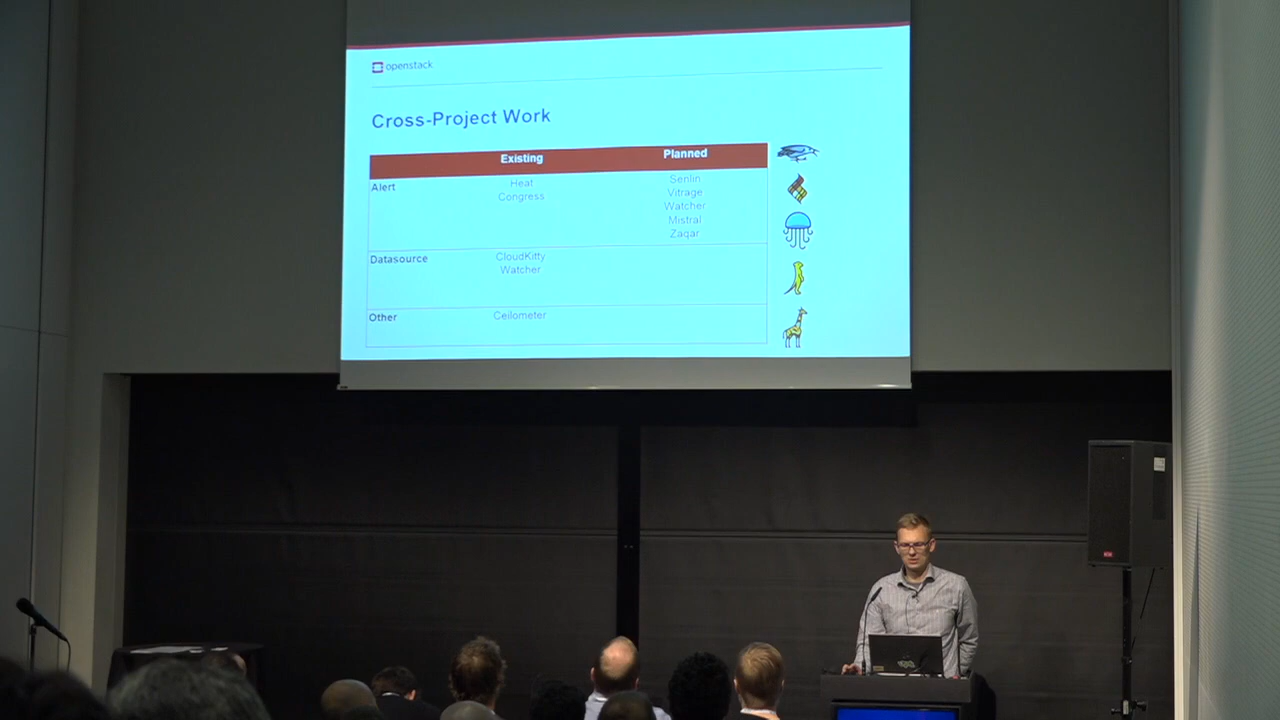 openstack
Cross-Project Work
Existing Planned
Alert Heat Senlin
Congress Vitrage
Watcher
Mistral
Zaqar
Datasource CloudKitty
Watcher
Other Ceilometer